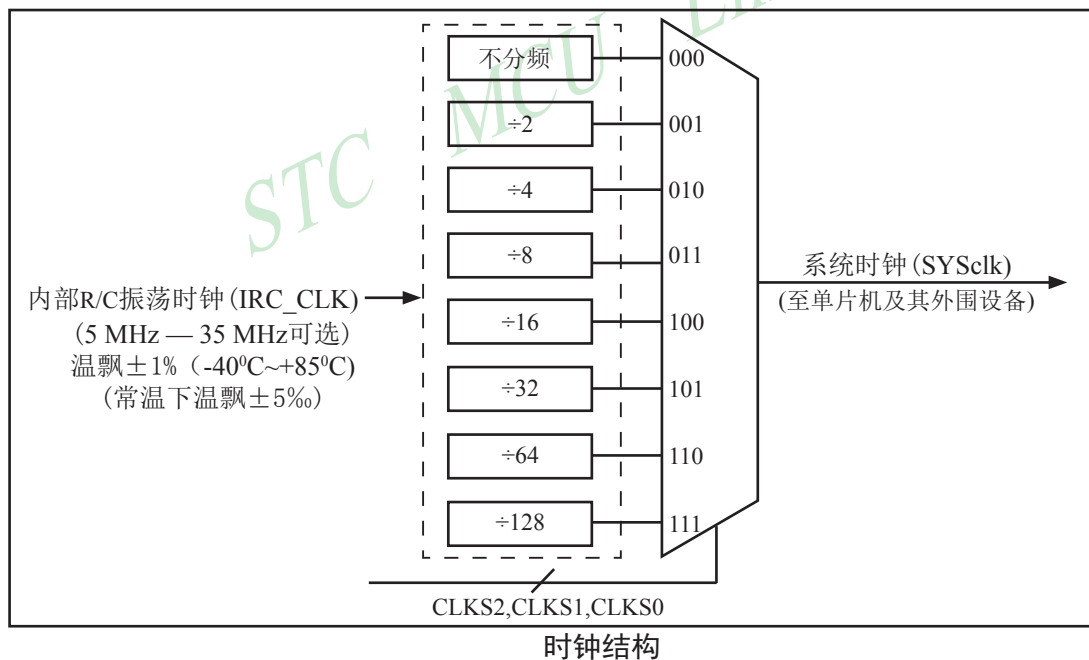 STC MCU
不分频
000
÷2
001
÷4
010
÷8
011
÷16
100
÷32
101
÷64
110
÷128
111
内部R/C振荡时钟(IRC_CLK)
(5 MHz — 35 MHz可选)
温飘±1%(-40⁰C~+85⁰C)
(常温下温飘±5‰)
系统时钟(SYSclk)
(至单片机及其外围设备)
CLKS2,CLKS1,CLKS0
时钟结构